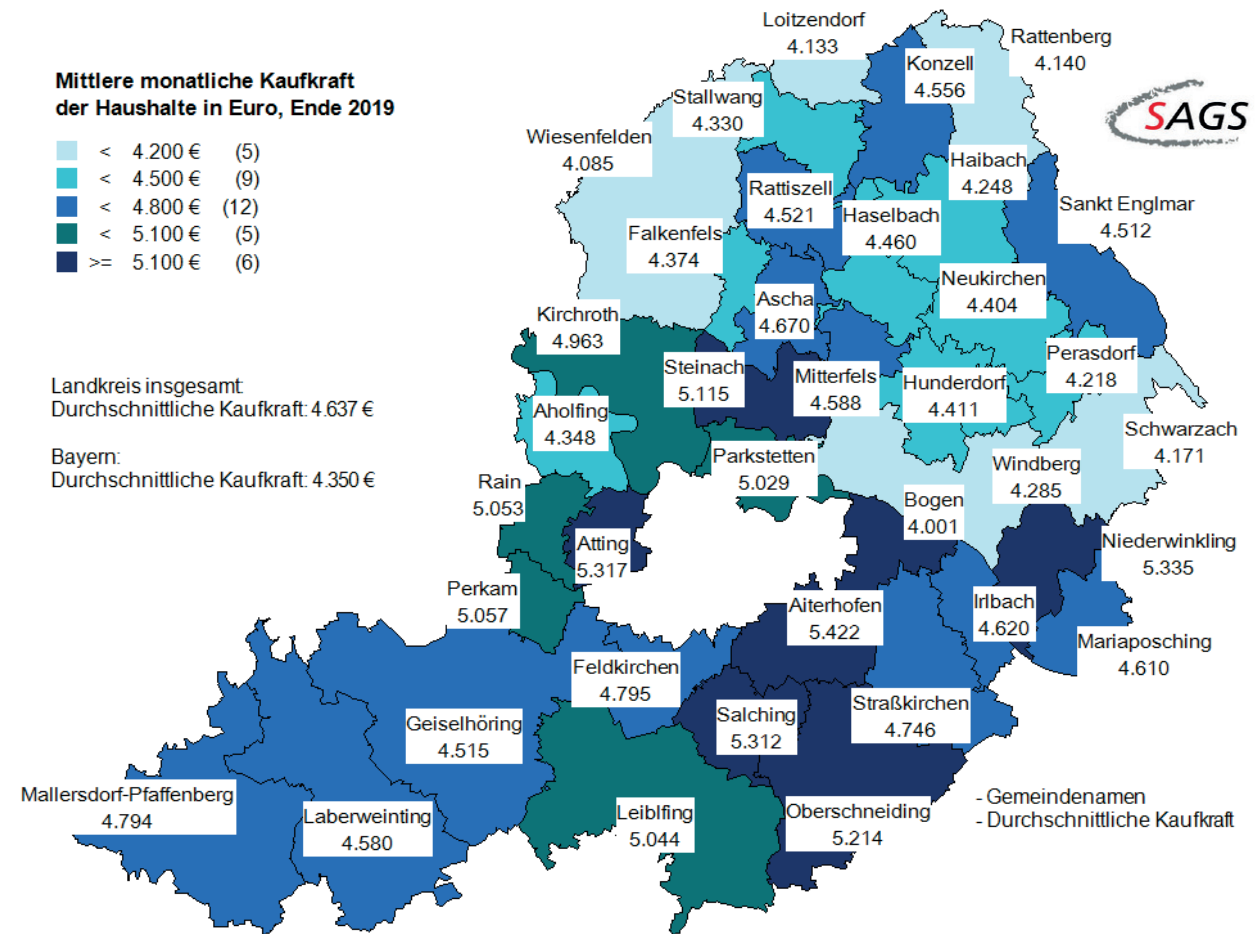 Mittlere monatliche Kaufkraft
der Haushalte in Euro, Ende 2019
< 4.200 € (5)
< 4.500 € (9)
< 4.800 € (12)
< 5.100 € (5)
>= 5.100 € (6)
Landkreis insgesamt:
Durchschnittliche Kaufkraft: 4.637 €
Bayern:
Durchschnittliche Kaufkraft: 4.350 €
SAGS
Loitzendorf
4.133
Rattenberg
4.140
Konzell
4.556
Stallwang
4.330
Wiesenfelden
4.085
Haibach
4.248
Rattiszell
4.521
Haselbach
4.460
Sankt Englmar
4.512
Falkenfels
4.374
Neukirchen
4.404
Ascha
4.670
Kirchroth
4.963
Perasdorf
4.218
Steinach
5.115
Mitterfels
4.588
Hunderdorf
4.411
Aholfing
4.348
Schwarzach
4.171
Parkstetten
5.029
Windberg
4.285
Rain
5.053
Bogen
4.001
Atting
5.317
Niederwinkling
5.335
Perkam
5.057
Aiterhofen
5.422
Irlbach
4.620
Mariaposching
4.610
Feldkirchen
4.795
Salching
5.312
Straßkirchen
4.746
Geiselhöring
4.515
Mallersdorf-Pfaffenberg
4.794
Laberweinting
4.580
Leiblfing
5.044
Oberschneiding
5.214
- Gemeindenamen
- Durchschnittliche Kaufkraft